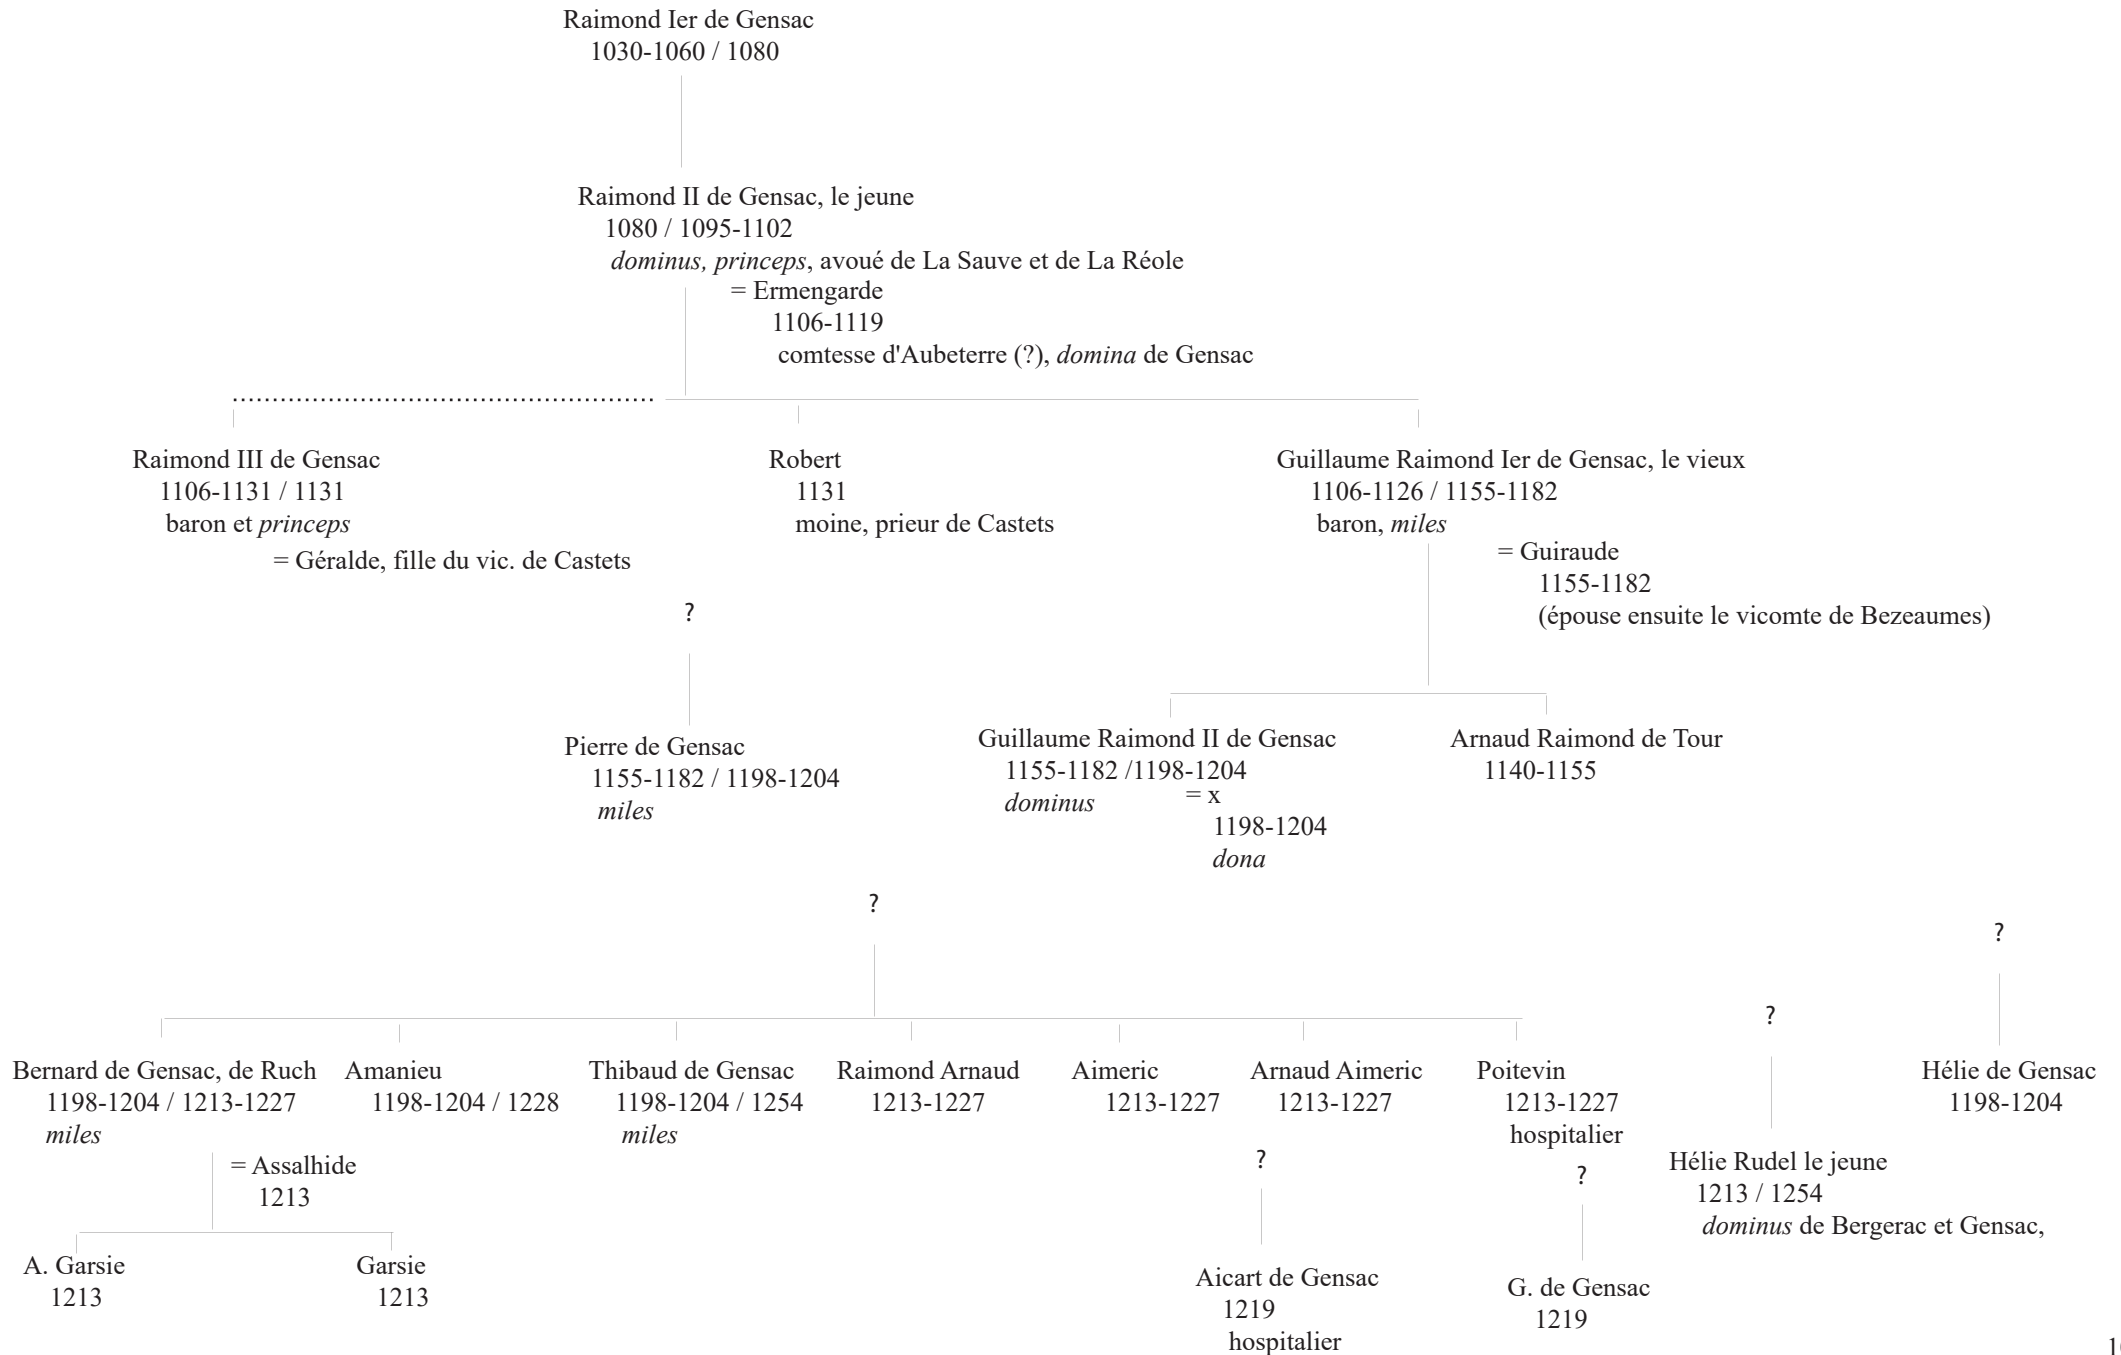 Raimond Ier de Gensac
1030-1060 / 1080
Raimond II de Gensac, le jeune
1080 / 1095-1102
dominus, princeps, avoué de La Sauve et de La Réole
= Ermengarde
1106-1119
comtesse d'Aubeterre (?), domina de Gensac
Raimond III de Gensac
1106-1131 / 1131
baron et princeps
= Géralde, fille du vic. de Castets
Robert
1131
moine, prieur de Castets
Guillaume Raimond Ier de Gensac, le vieux
1106-1126 / 1155-1182
baron, miles
= Guiraude
1155-1182
(épouse ensuite le vicomte de Bezeaumes)
?
Pierre de Gensac
1155-1182 / 1198-1204
miles
Guillaume Raimond II de Gensac
1155-1182 /1198-1204
dominus
= x
1198-1204
dona
Arnaud Raimond de Tour
1140-1155
?
Bernard de Gensac, de Ruch
1198-1204 / 1213-1227
miles
= Assalhide
1213
Amanieu
1198-1204 / 1228
Thibaud de Gensac
1198-1204 / 1254
miles
Raimond Arnaud
1213-1227
Aimeric
1213-1227
Arnaud Aimeric
1213-1227
Poitevin
1213-1227
hospitalier
?
Hélie Rudel le jeune
1213 / 1254
dominus de Bergerac et Gensac,
?
Hélie de Gensac
1198-1204
A. Garsie
1213
Garsie
1213
?
Aicart de Gensac
1219
hospitalier
?
G. de Gensac
1219